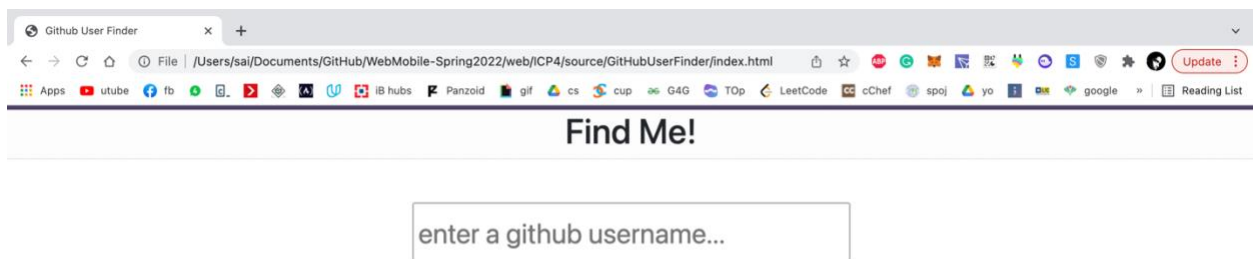 Github User Finder
File | /Users/sai/Documents/GitHub/WebMobile-Spring2022/web/ICP4/source/GitHubUserFinder/index.html ABP Update
Apps utube fb G.. iB hubs Panzoid gif cs cup G4G TOp LeetCode CC cChef spoj yo google » Reading List
Find Me!
enter a github username...